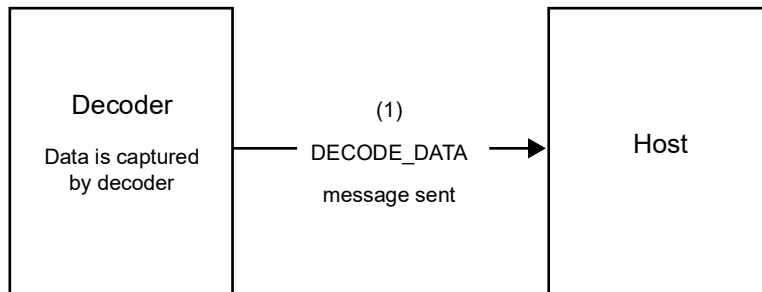 Decoder
Data is captured
by decoder
(1)
DECODE_DATA
message sent
Host